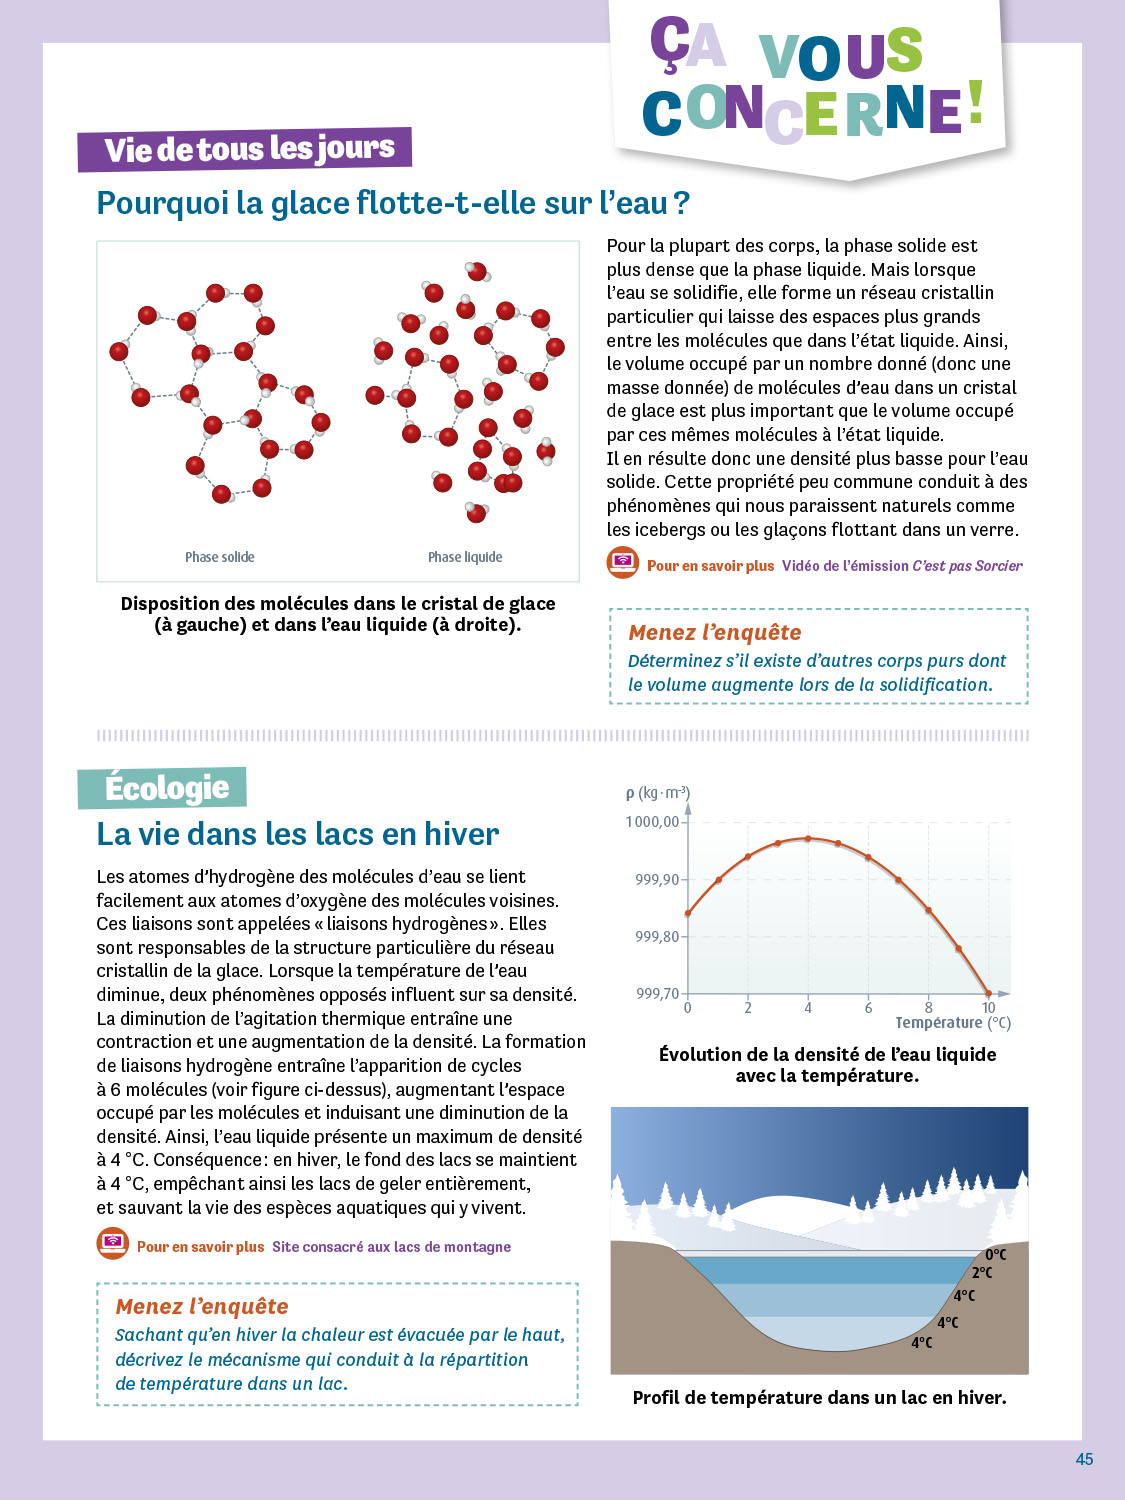 ÇA VOUS
CONCERNE!
Vie de tous les jours
Pourquoi la glace flotte-t-elle sur l’eau ?
Phase solide
Phase liquide
Disposition des molécules dans le cristal de glace
(à gauche) et dans l’eau liquide (à droite).
Pour la plupart des corps, la phase solide est
plus dense que la phase liquide. Mais lorsque
l’eau se solidifie, elle forme un réseau cristallin
particulier qui laisse des espaces plus grands
entre les molécules que dans l’état liquide. Ainsi,
le volume occupé par un nombre donné (donc une
masse donnée) de molécules d’eau dans un cristal
de glace est plus important que le volume occupé
par ces mêmes molécules à l’état liquide.
Il en résulte donc une densité plus basse pour l’eau
solide. Cette propriété peu commune conduit à des
phénomènes qui nous paraissent naturels comme
les icebergs ou les glaçons flottant dans un verre.
Pour en savoir plus Vidéo de l’émission C’est pas Sorcier
Menez l’enquête
Déterminez s’il existe d’autres corps purs dont
le volume augmente lors de la solidification.
Écologie
La vie dans les lacs en hiver
Les atomes d’hydrogène des molécules d’eau se lient
facilement aux atomes d’oxygène des molécules voisines.
Ces liaisons sont appelées « liaisons hydrogènes ». Elles
sont responsables de la structure particulière du réseau
cristallin de la glace. Lorsque la température de l’eau
diminue, deux phénomènes opposés influent sur sa densité.
La diminution de l’agitation thermique entraîne une
contraction et une augmentation de la densité. La formation
de liaisons hydrogène entraîne l’apparition de cycles
à 6 molécules (voir figure ci-dessus), augmentant l’espace
occupé par les molécules et induisant une diminution de la
densité. Ainsi, l’eau liquide présente un maximum de densité
à 4 °C. Conséquence : en hiver, le fond des lacs se maintient
à 4 °C, empêchant ainsi les lacs de geler entièrement,
et sauvant la vie des espèces aquatiques qui y vivent.
Pour en savoir plus Site consacré aux lacs de montagne
Menez l’enquête
Sachant qu’en hiver la chaleur est évacuée par le haut,
décrivez le mécanisme qui conduit à la répartition
de température dans un lac.
ρ (kg·m⁻³)
1 000,00
999,90
999,80
999,70
0 2 4 6 8 10
Température (°C)
Évolution de la densité de l’eau liquide
avec la température.
0°C
2°C
4°C
4°C
4°C
Profil de température dans un lac en hiver.
45